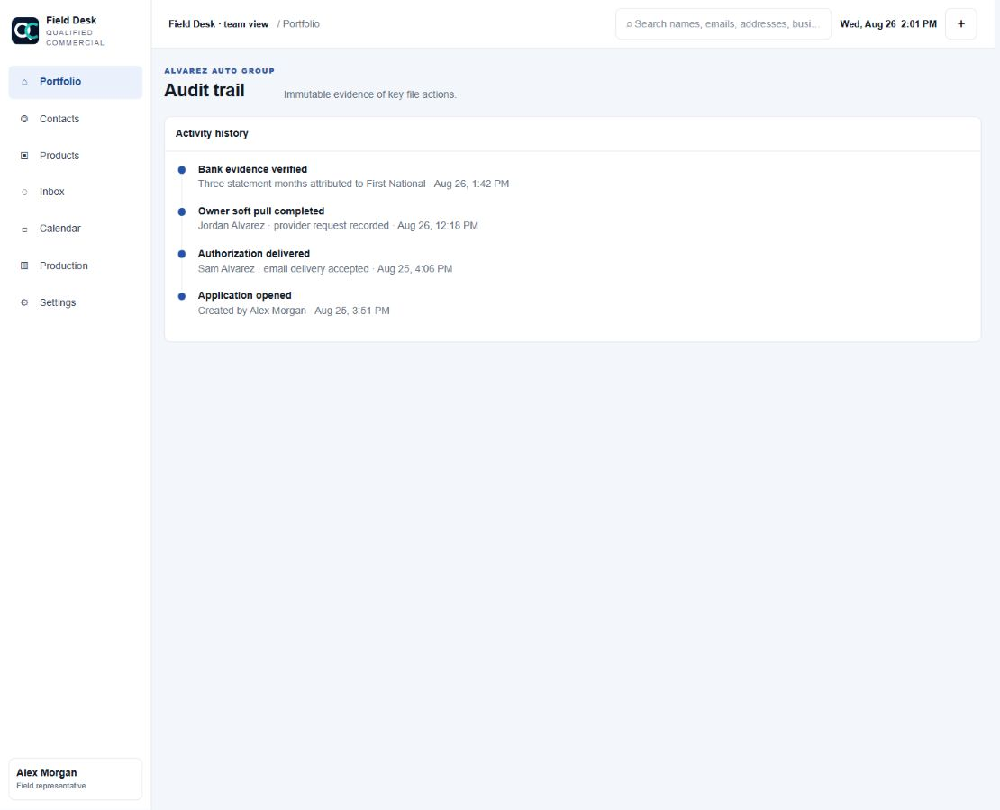 Field Desk
QUALIFIED
COMMERCIAL
Portfolio
Contacts
Products
Inbox
Calendar
Production
Settings
Alex Morgan
Field representative
Field Desk · team view / Portfolio
Search names, emails, addresses, busi...
Wed, Aug 26 2:01 PM
+
ALVAREZ AUTO GROUP
Audit trail
Immutable evidence of key file actions.
Activity history
Bank evidence verified
Three statement months attributed to First National · Aug 26, 1:42 PM
Owner soft pull completed
Jordan Alvarez · provider request recorded · Aug 26, 12:18 PM
Authorization delivered
Sam Alvarez · email delivery accepted · Aug 25, 4:06 PM
Application opened
Created by Alex Morgan · Aug 25, 3:51 PM